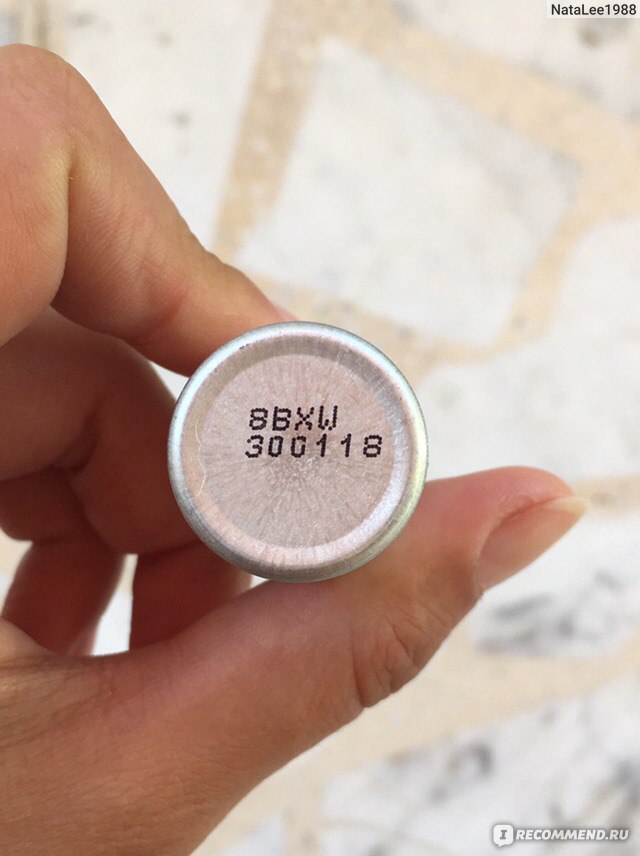 NataLee1988
8BXW
300118
I RECOMMEND.RU